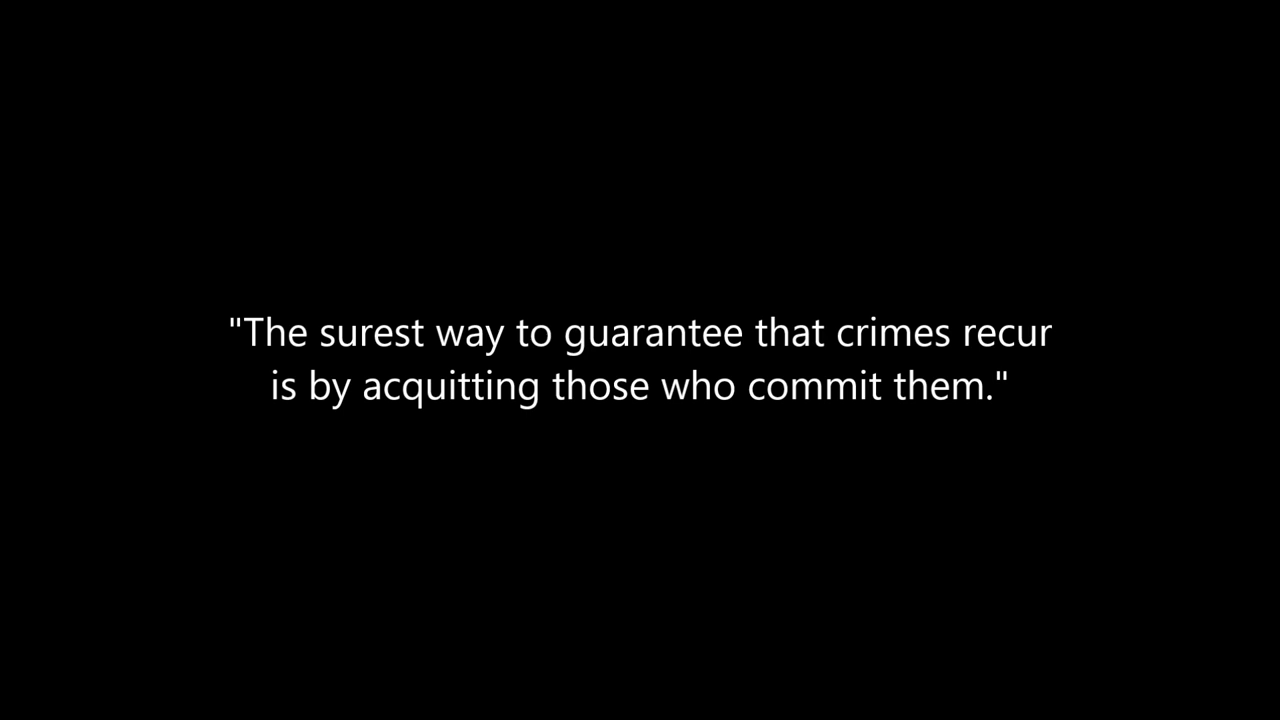 "The surest way to guarantee that crimes recur
is by acquitting those who commit them."